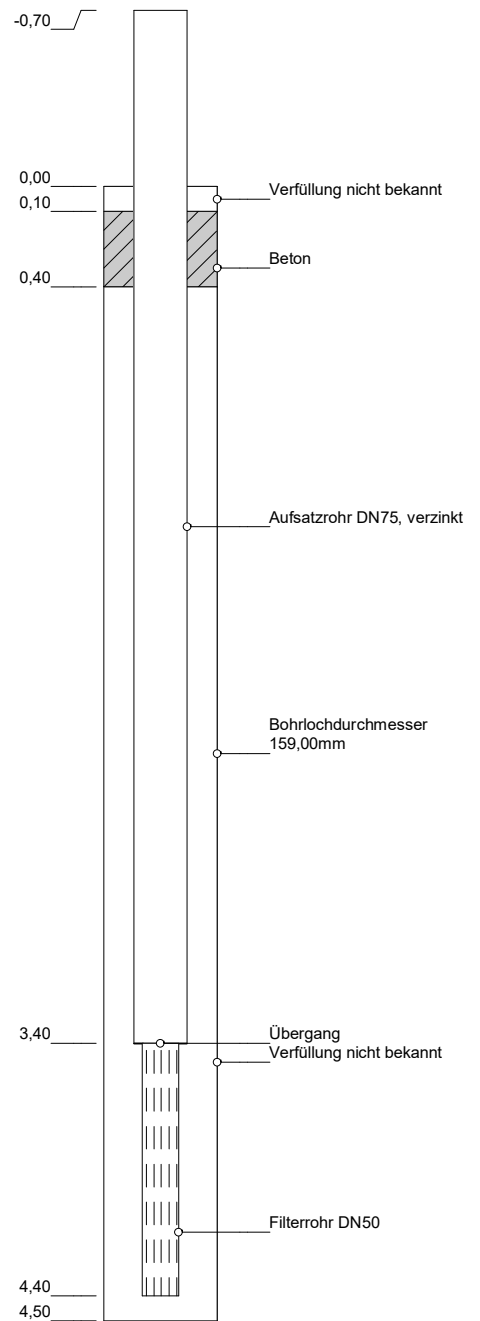 -0,70
0,00
Verfüllung nicht bekannt
0,10
Beton
0,40
Aufsatzrohr DN75, verzinkt
Bohrlochdurchmesser
159,00mm
3,40
Übergang
Verfüllung nicht bekannt
Filterrohr DN50
4,40
4,50